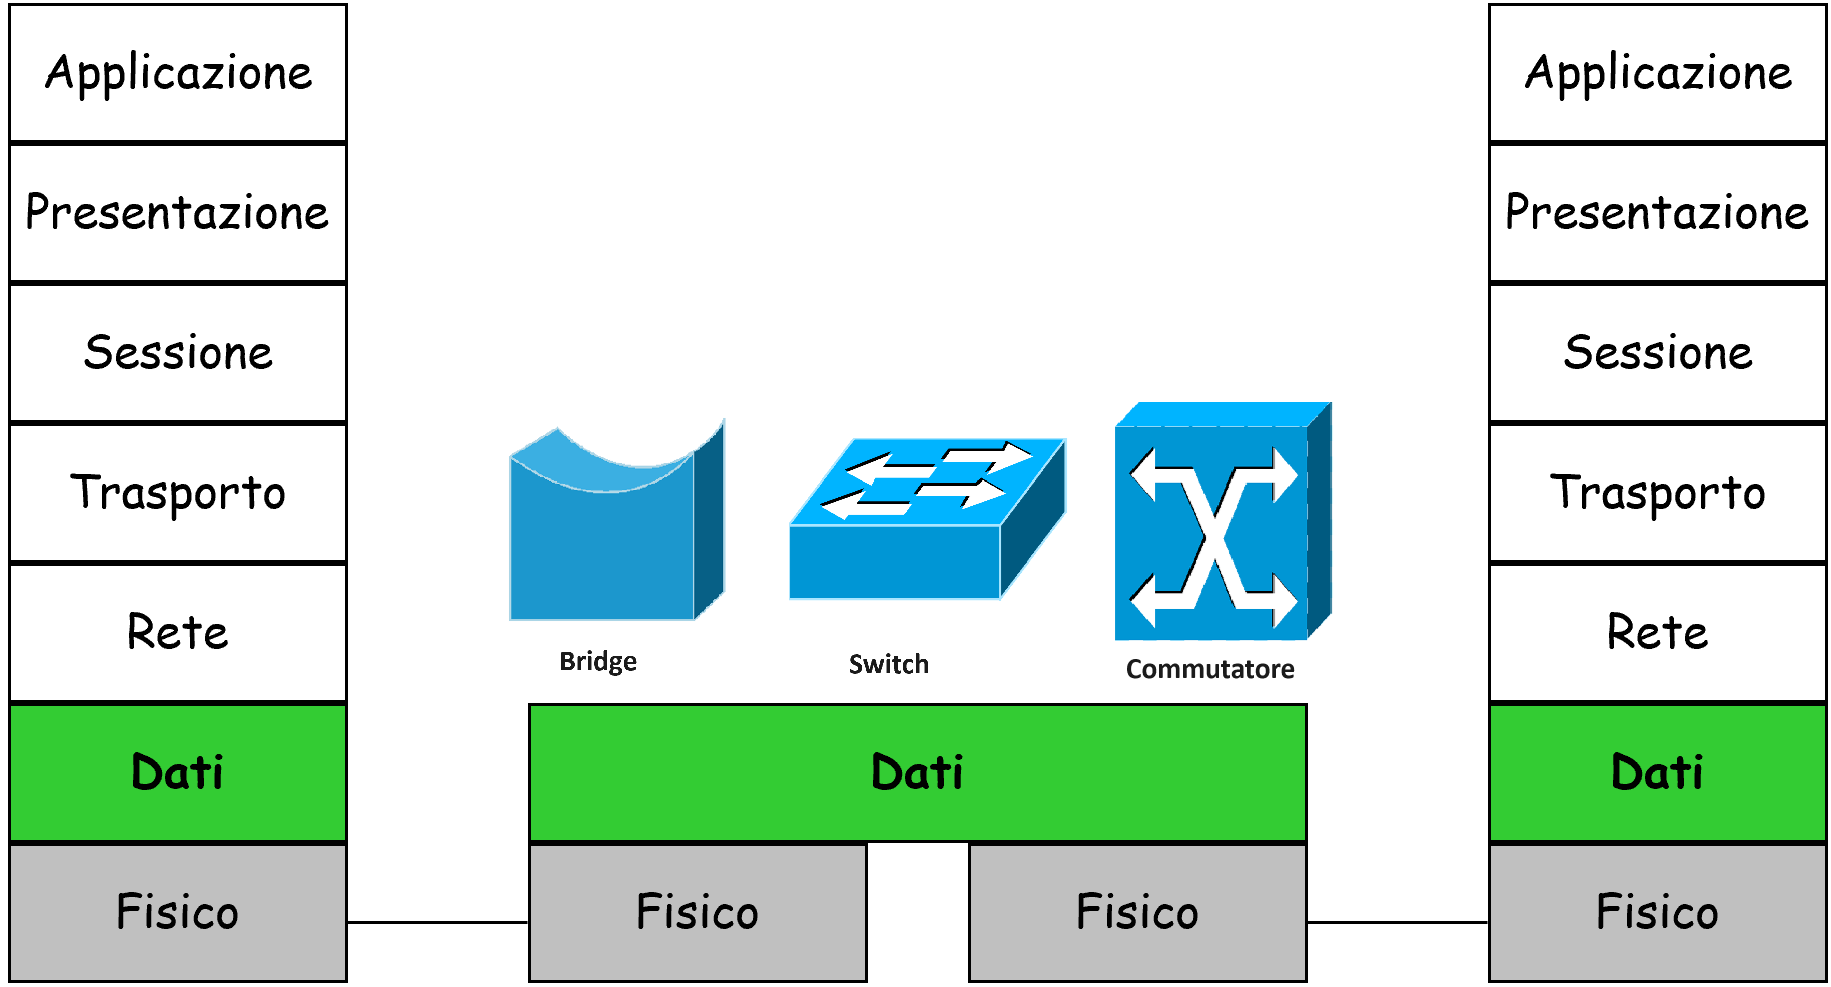 Applicazione
Presentazione
Sessione
Trasporto
Rete
Dati
Fisico
Bridge
Switch
Commutatore
Dati
Fisico
Fisico
Applicazione
Presentazione
Sessione
Trasporto
Rete
Dati
Fisico